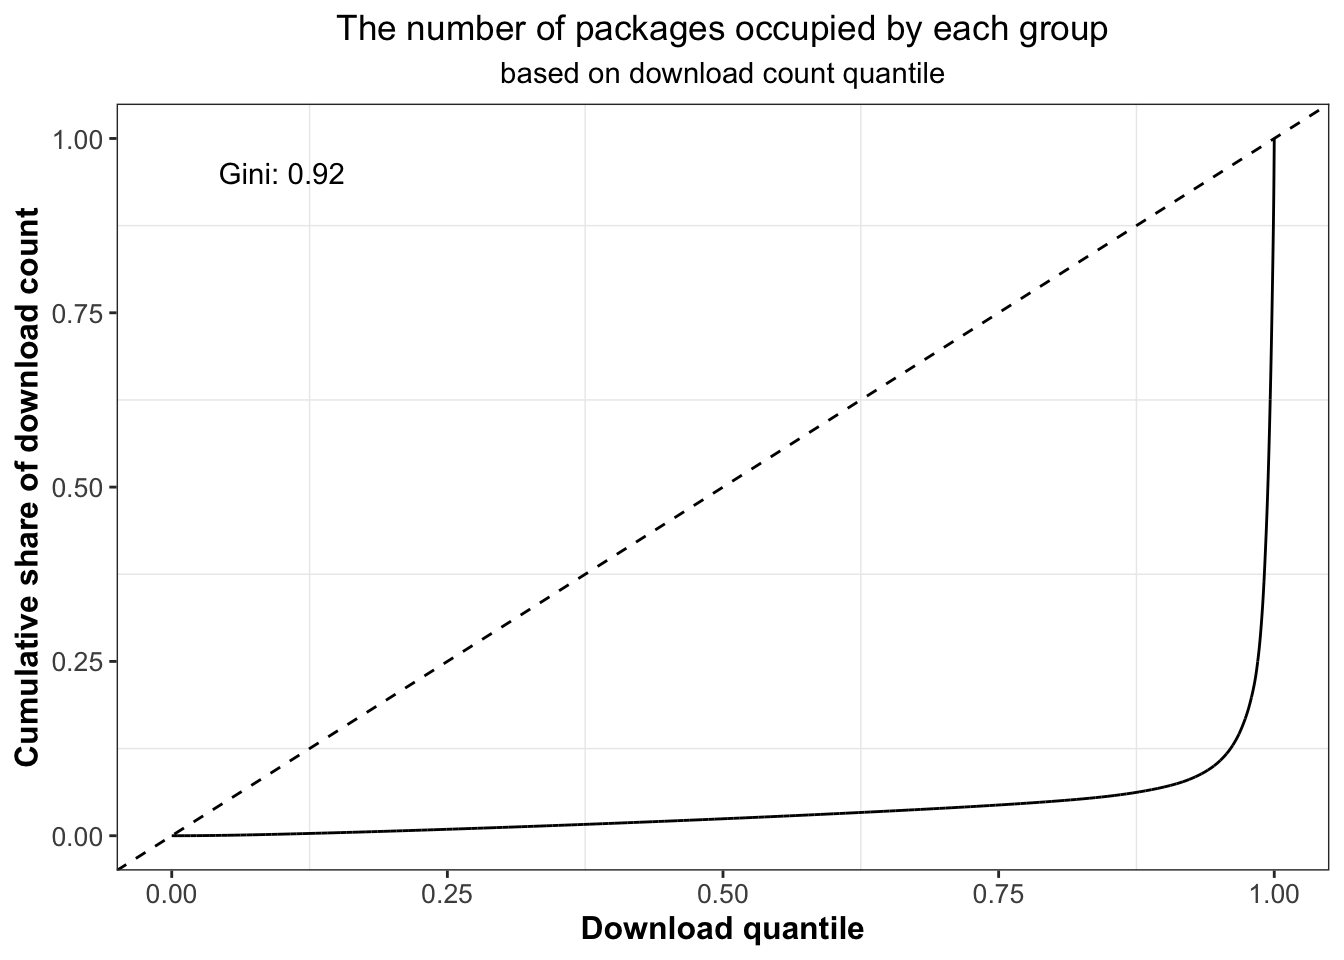 The number of packages occupied by each group
based on download count quantile
Gini: 0.92
Cumulative share of download count
1.00
0.75
0.50
0.25
0.00
0.00 0.25 0.50 0.75 1.00
Download quantile